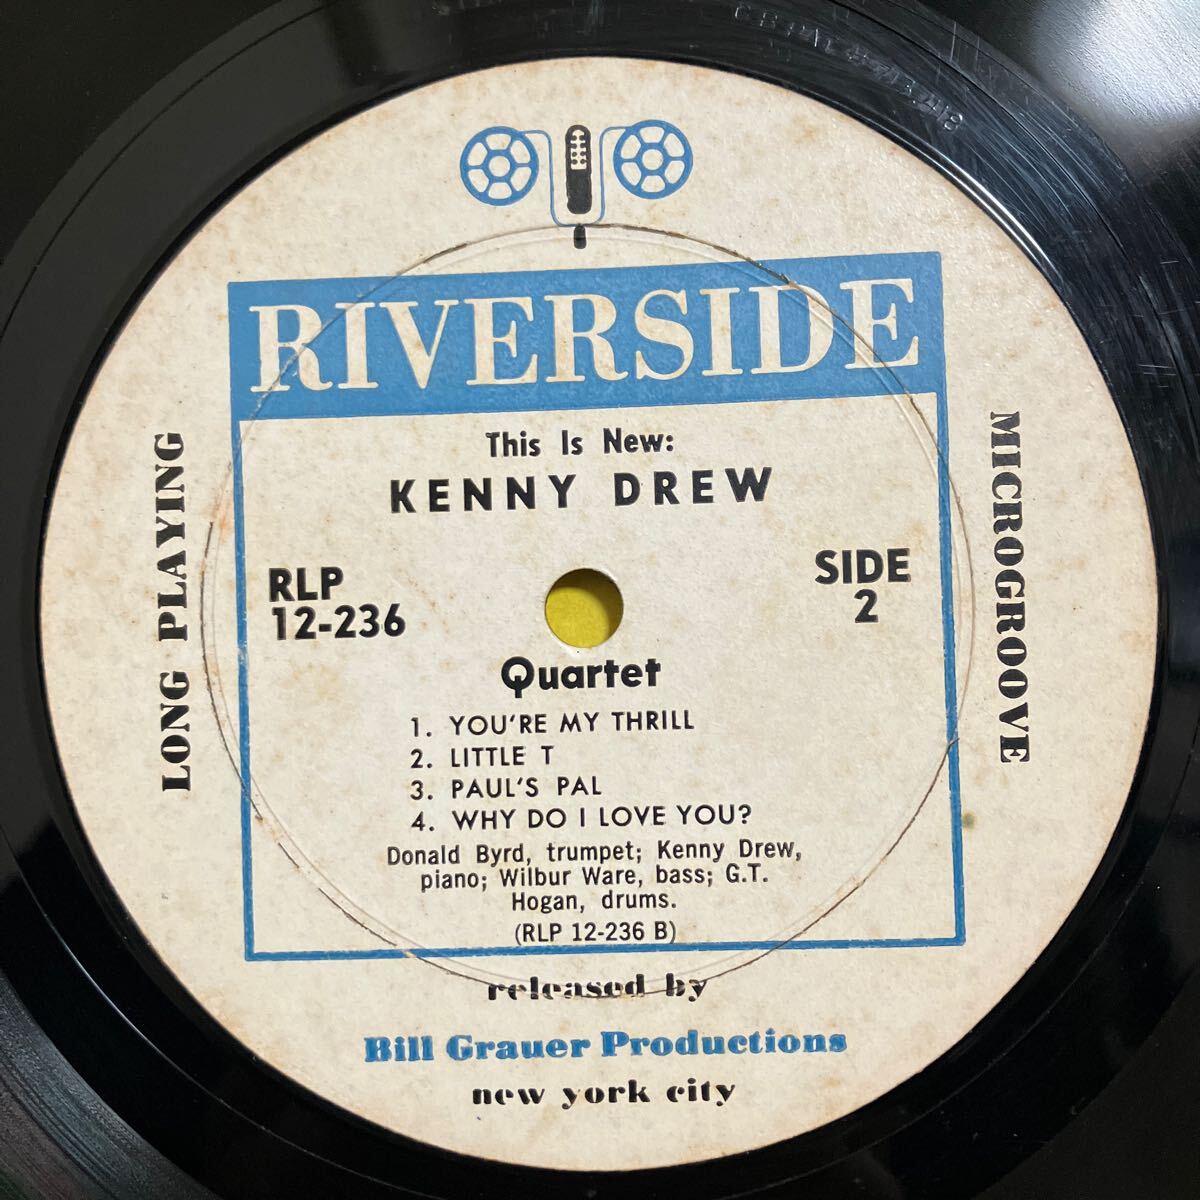 RIVERSIDE
This Is New:
KENNY DREW
RLP
12-236
SIDE
2
LONG PLAYING
MICROGROOVE
Quartet
1. YOU'RE MY THRILL
2. LITTLE T
3. PAUL'S PAL
4. WHY DO I LOVE YOU?
Donald Byrd, trumpet; Kenny Drew,
piano; Wilbur Ware, bass; G.T.
Hogan, drums.
(RLP 12-236 B)
released by
Bill Grauer Productions
new york city